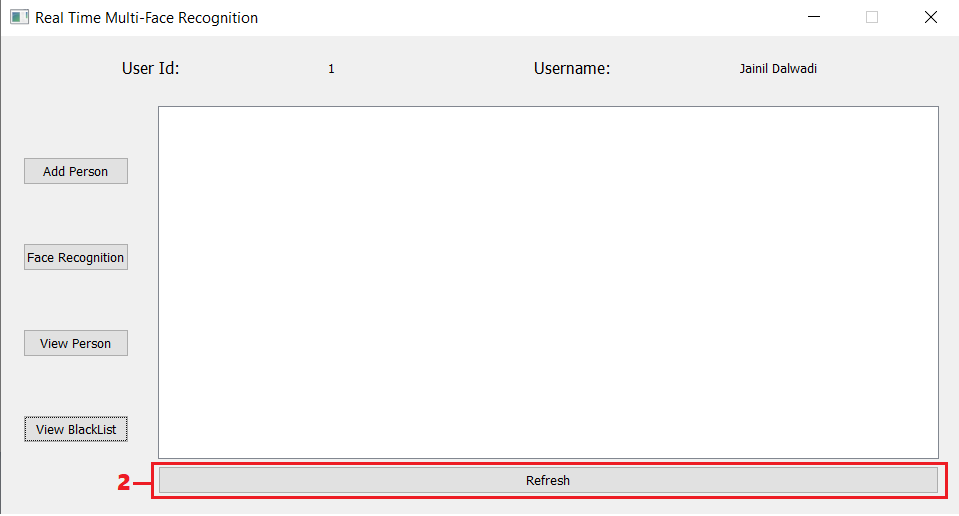 Real Time Multi-Face Recognition
User Id: 1 Username: Jainil Dalwadi
Add Person
Face Recognition
View Person
View BlackList
2 Refresh